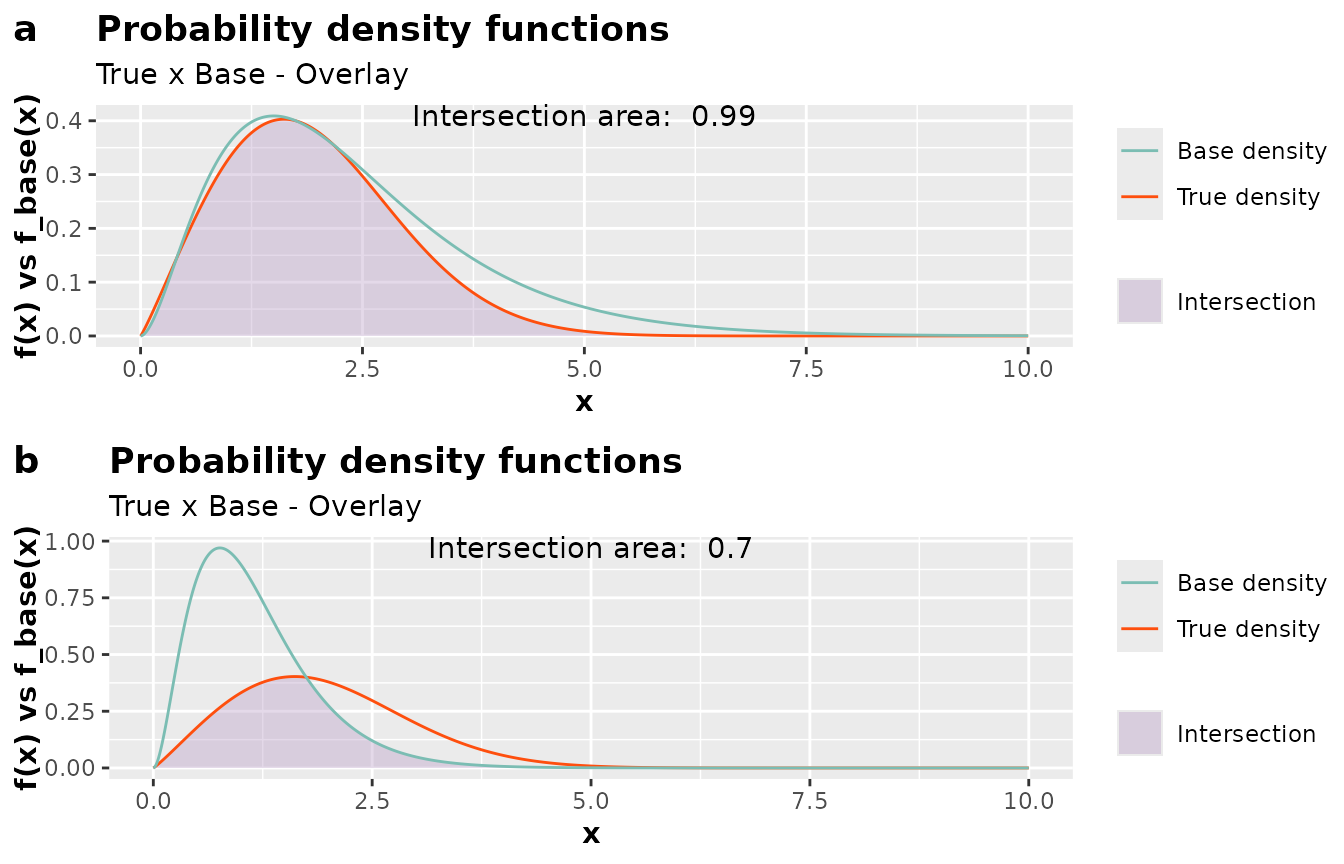 a Probability density functions
True x Base - Overlay
Intersection area:  0.99
f(x) vs f_base(x)
0.4
0.3
0.2
0.1
0.0
0.0 2.5 5.0 7.5 10.0
x
Base density
True density
Intersection
b Probability density functions
True x Base - Overlay
Intersection area:  0.7
f(x) vs f_base(x)
1.00
0.75
0.50
0.25
0.00
0.0 2.5 5.0 7.5 10.0
x
Base density
True density
Intersection